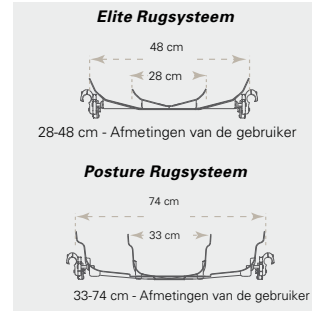 Elite Rugsysteem
48 cm
28 cm
28-48 cm - Afmetingen van de gebruiker
Posture Rugsysteem
74 cm
33 cm
33-74 cm - Afmetingen van de gebruiker